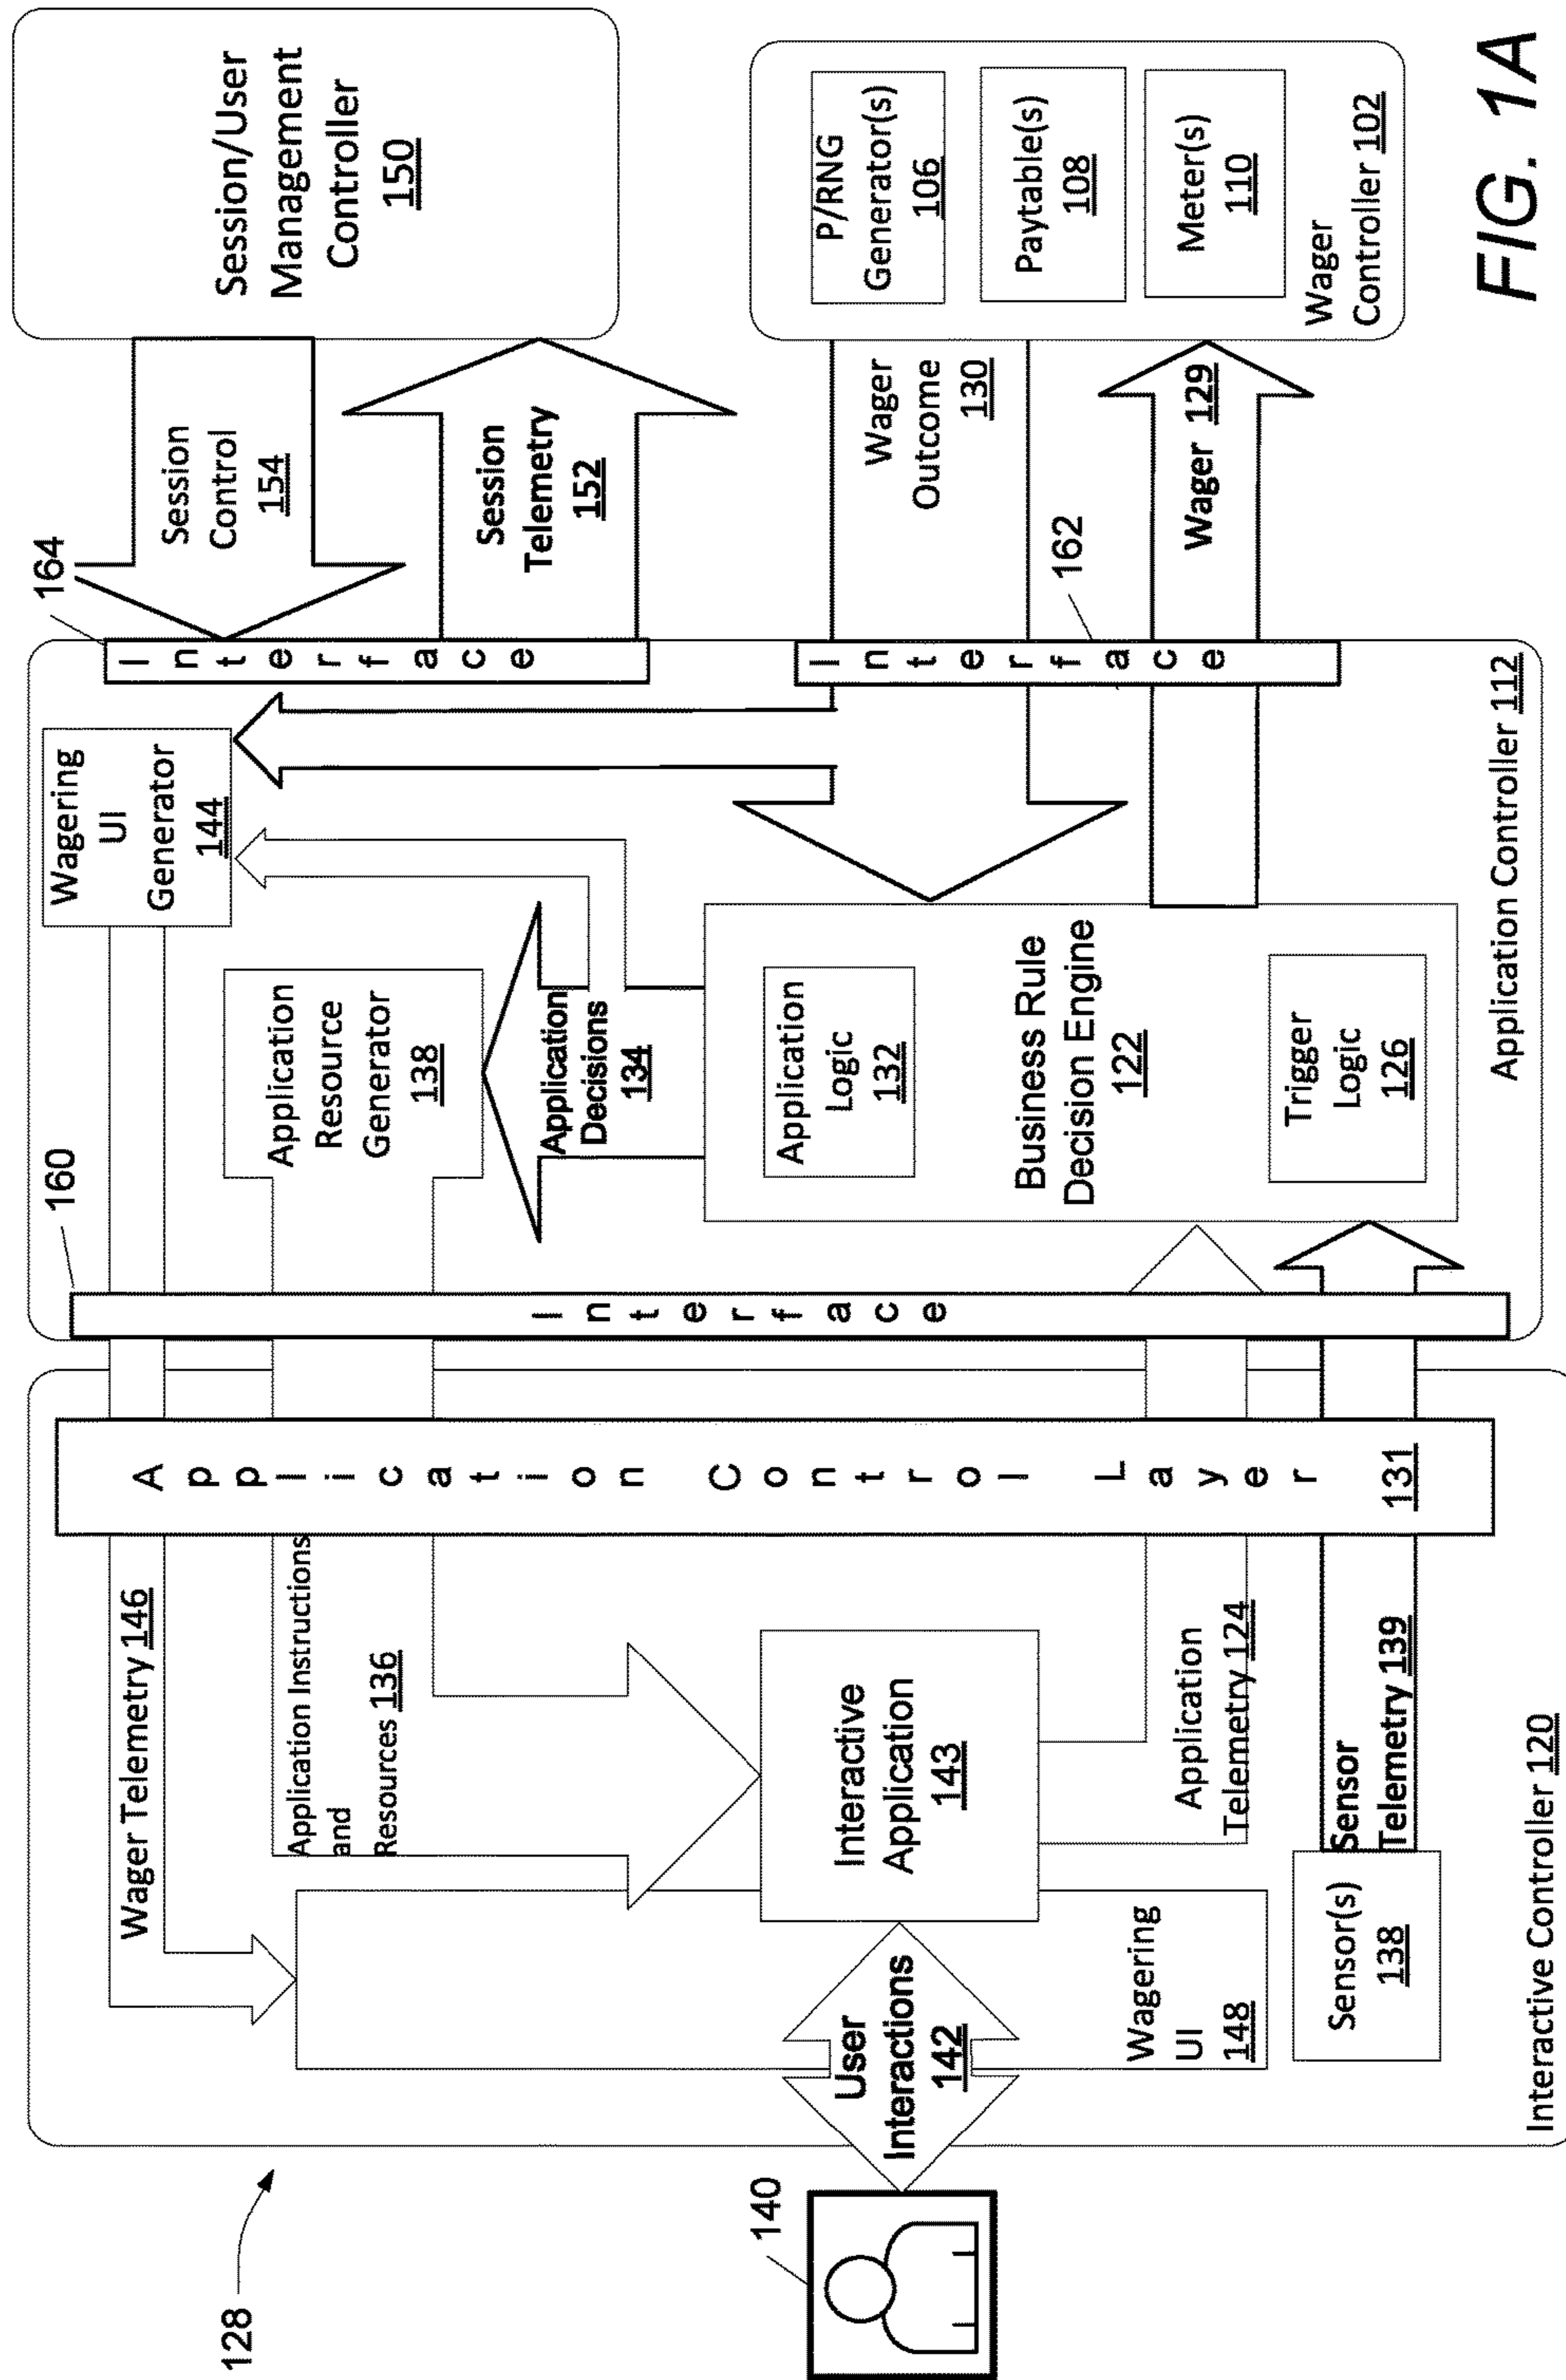 128
140
User
Interactions
142
Wager Telemetry 146
Application Instructions
and
Resources 136
Interactive
Application
143
Application
Telemetry 124
Wagering
UI
148
Sensor(s)
138
Sensor
Telemetry 139
Interactive Controller 120
Application Control Layer
131
160
Interface
Wagering
UI
Generator
144
Application
Resource
Generator
138
Application
Decisions
134
Application
Logic
132
Business Rule
Decision Engine
122
Trigger
Logic
126
Application Controller 112
164
Interface
Interface
162
Session
Control
154
Session
Telemetry
152
Wager
Outcome
130
Wager 129
Session/User
Management
Controller
150
P/RNG
Generator(s)
106
Paytable(s)
108
Meter(s)
110
Wager
Controller 102
FIG. 1A